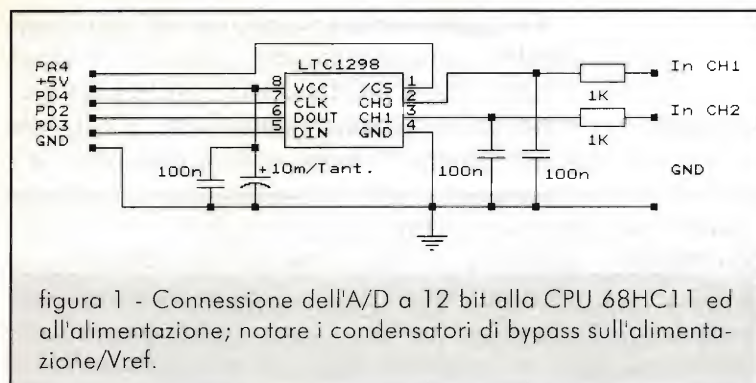 LTC1298
PA4
+5V
PD4
PD2
PD3
GND
8 VCC /CS 1
7 CLK CH0 2
6 DOUT CH1 3
5 DIN GND 4
In CH1
1K
In CH2
1K
GND
100n
+10m/Tant.
100n
100n
figura 1 - Connessione dell'A/D a 12 bit alla CPU 68HC11 ed
all'alimentazione; notare i condensatori di bypass sull'alimenta-
zione/Vref.